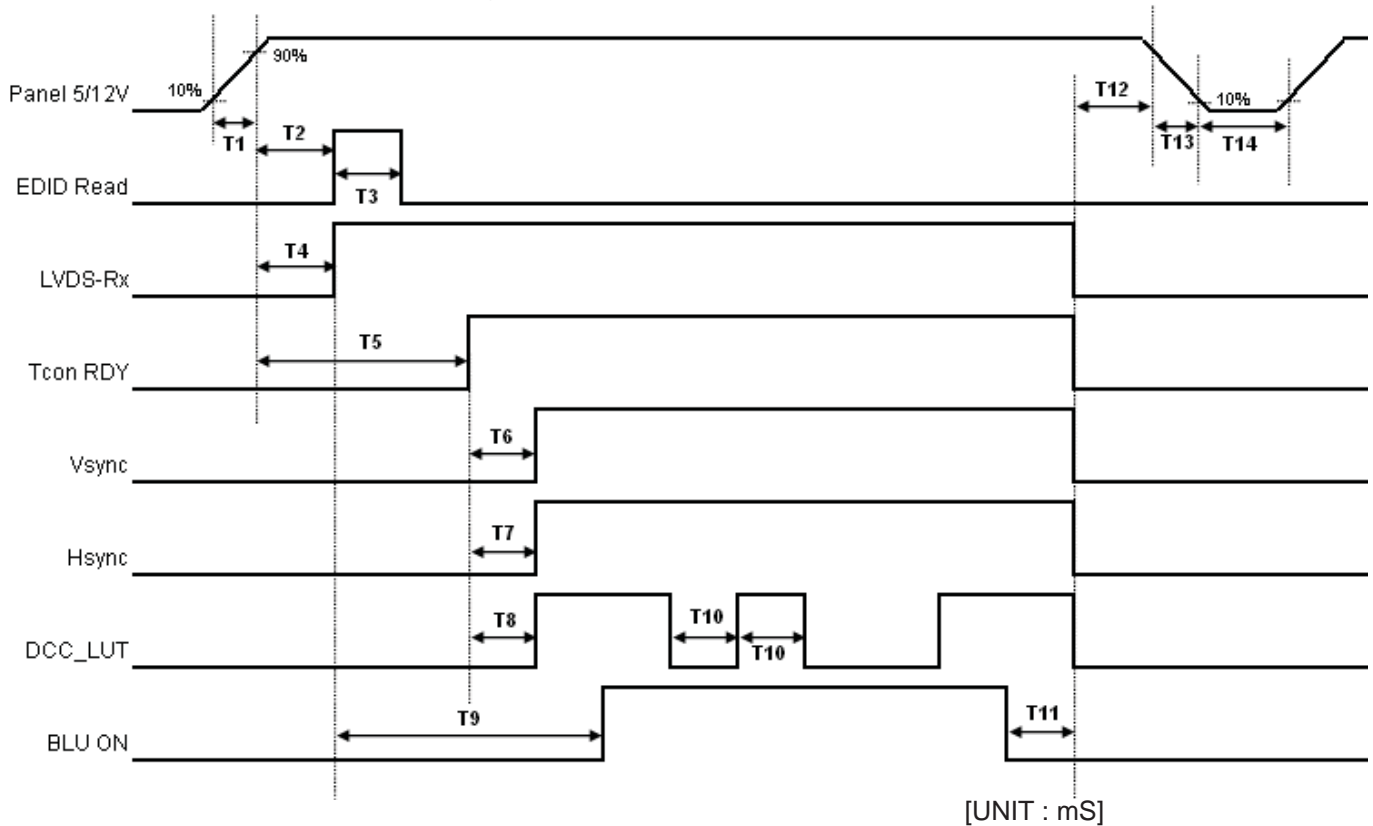 90%
Panel 5/12V
10%
T12
10%
T1
T2
T13
T14
EDID Read
T3
LVDS-Rx
T4
Tcon RDY
T5
Vsync
T6
Hsync
T7
DCC_LUT
T8
T10
T10
BLU ON
T9
T11
[UNIT : mS]